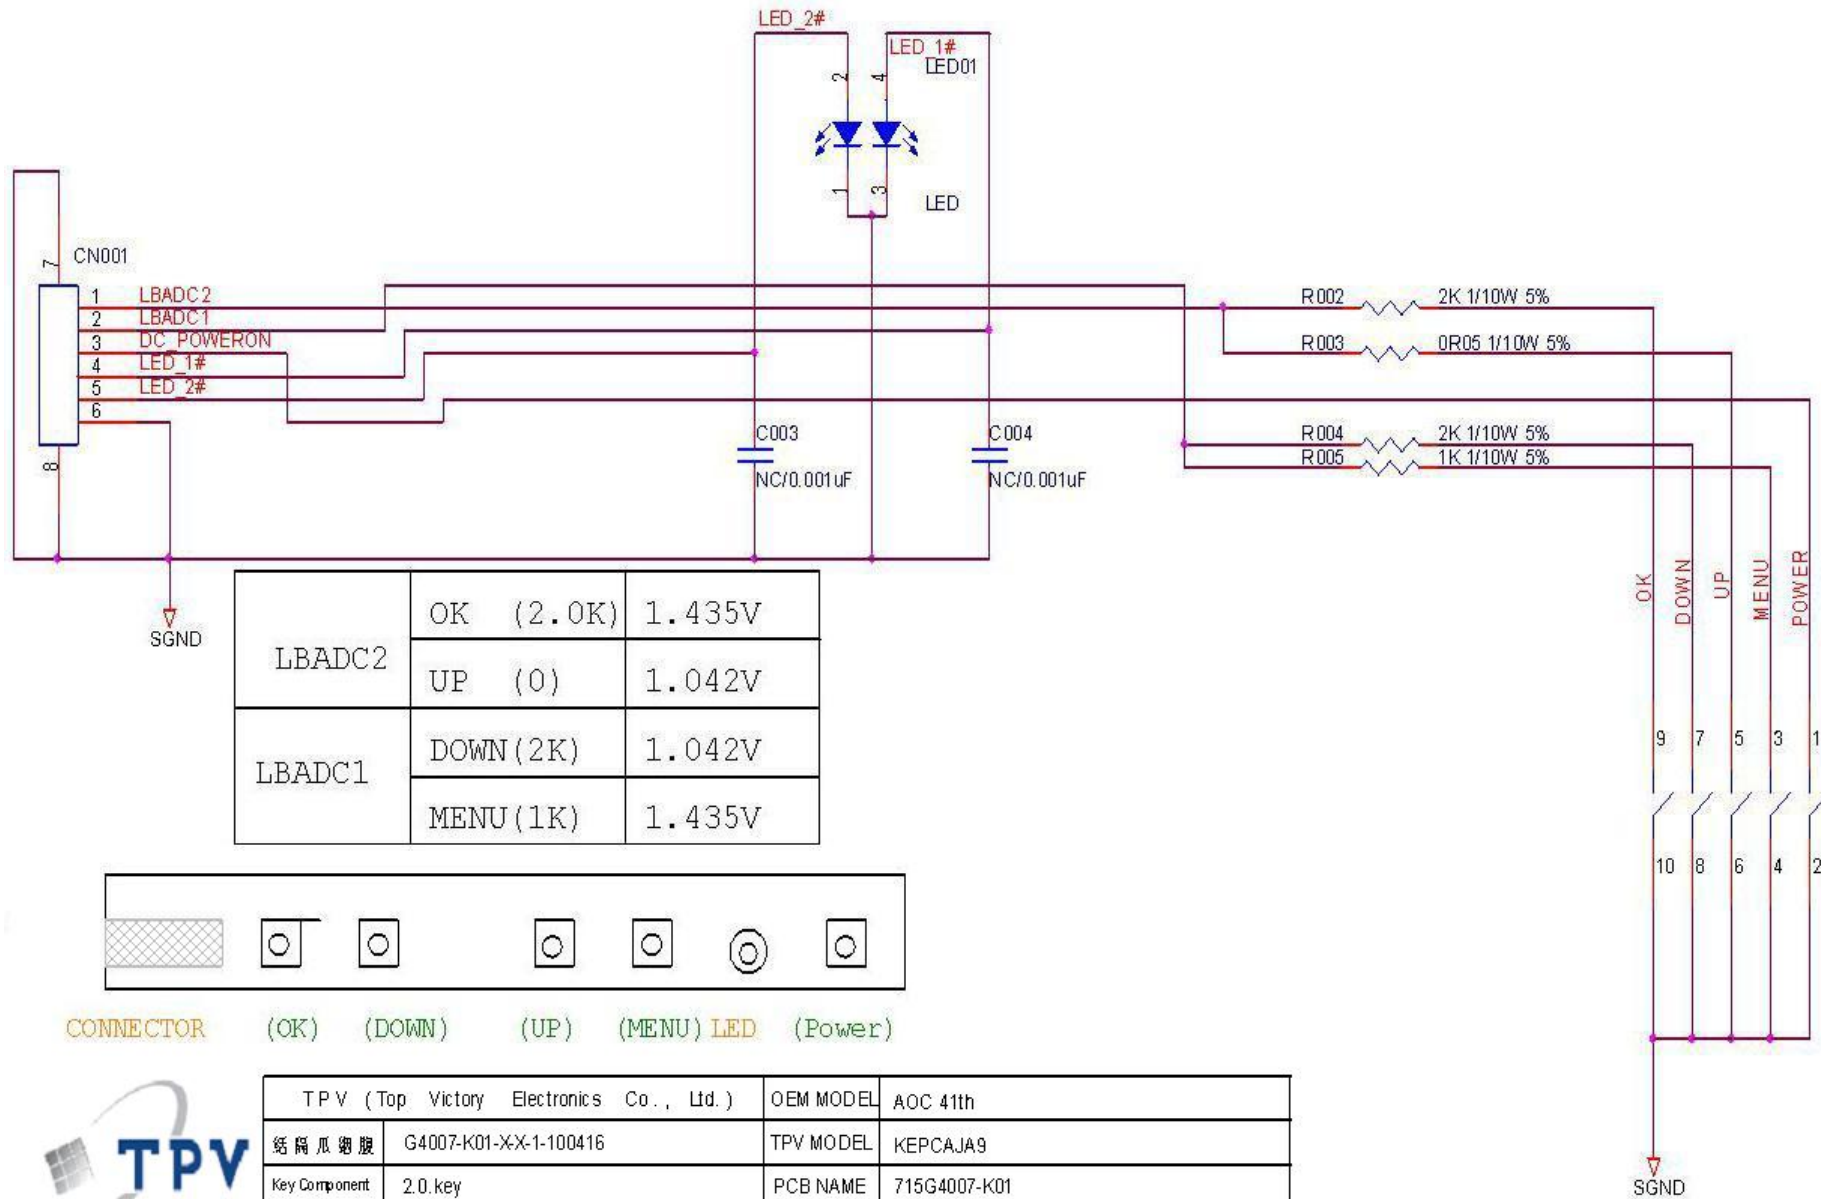 LED_2#
LED_1#
LED01
2
4
1
3
LED
7
CN001
1 LBADC2
2 LBADC1
3 DC_POWERON
4 LED_1#
5 LED_2#
6
8
R002 2K 1/10W 5%
R003 0R05 1/10W 5%
R004 2K 1/10W 5%
R005 1K 1/10W 5%
C003
NC/0.001uF
C004
NC/0.001uF
SGND
LBADC2
OK (2.0K) 1.435V
UP (0) 1.042V
LBADC1
DOWN(2K) 1.042V
MENU(1K) 1.435V
OK
DOWN
UP
MENU
POWER
9 7 5 3 1
10 8 6 4 2
SGND
CONNECTOR (OK) (DOWN) (UP) (MENU) LED (Power)
TPV
TPV (Top Victory Electronics Co., Ltd.) OEM MODEL AOC 41th
G4007-K01-X-X-1-100416 TPV MODEL KEPCAJA9
Key Component 2.0.key PCB NAME 715G4007-K01